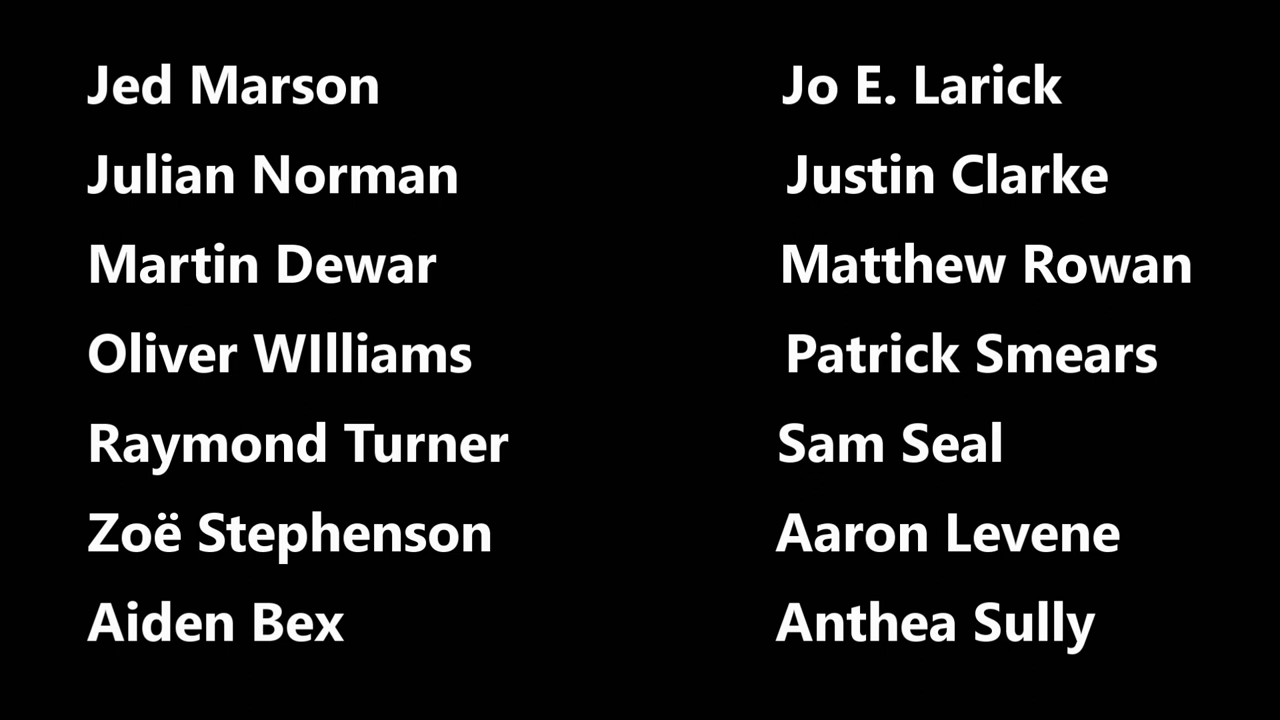 Jed Marson
Jo E. Larick
Julian Norman
Justin Clarke
Martin Dewar
Matthew Rowan
Oliver WIlliams
Patrick Smears
Raymond Turner
Sam Seal
Zoë Stephenson
Aaron Levene
Aiden Bex
Anthea Sully